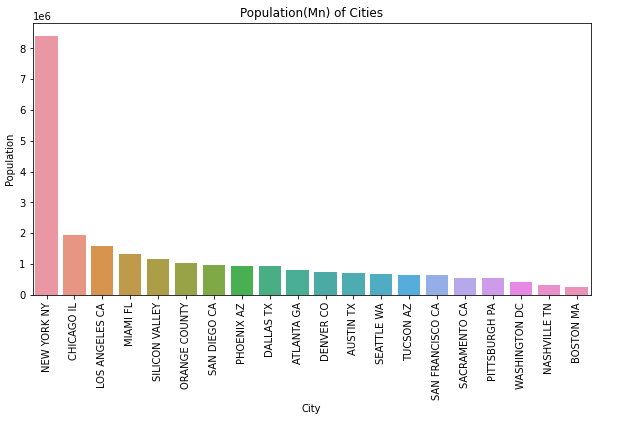 Population(Mn) of Cities
1e6
8
7
6
5
4
3
2
1
0
Population
NEW YORK NY
CHICAGO IL
LOS ANGELES CA
MIAMI FL
SILICON VALLEY
ORANGE COUNTY
SAN DIEGO CA
PHOENIX AZ
DALLAS TX
ATLANTA GA
DENVER CO
AUSTIN TX
SEATTLE WA
TUCSON AZ
SAN FRANCISCO CA
SACRAMENTO CA
PITTSBURGH PA
WASHINGTON DC
NASHVILLE TN
BOSTON MA
City